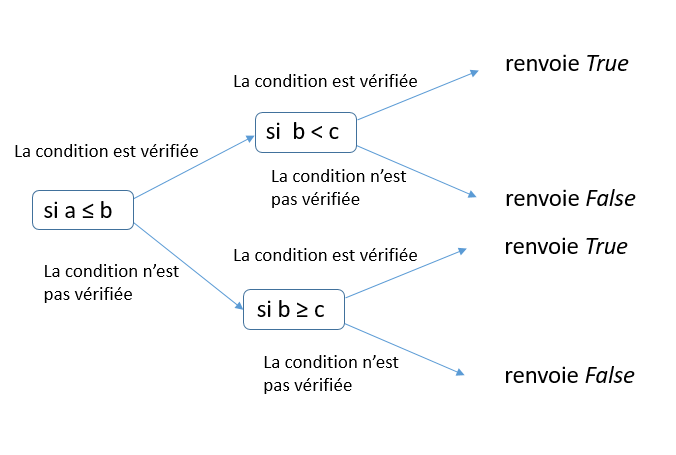 renvoie True
La condition est vérifiée
si b < c
La condition est vérifiée
La condition n’est
pas vérifiée
renvoie False
si a ≤ b
renvoie True
La condition est vérifiée
La condition n’est
pas vérifiée
si b ≥ c
La condition n’est
pas vérifiée
renvoie False